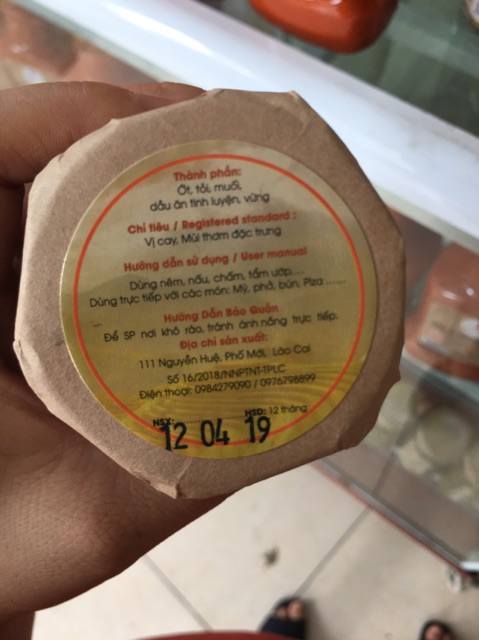 Thành phần:
Ớt, tỏi, muối,
dầu ăn tinh luyện, vừng
Chỉ tiêu / Registered standard :
Vị cay, Mùi thơm đặc trưng
Hướng dẫn sử dụng / User manual
Dùng nêm, nấu, chấm, tẩm ướp....
Dùng trực tiếp với các món: Mỳ, phở, bún, Piza ......
...
Hướng Dẫn Bảo Quản
Để SP nơi khô ráo, tránh ánh nắng trực tiếp.
Địa chỉ sản xuất:
111 Nguyễn Huệ, Phố Mới, Lào Cai
Số 16/2018/NNPTNT-TPLC
Điện thoại: 0984279090 / 0976798899
NSX: HSD: 12 tháng
12 04 19